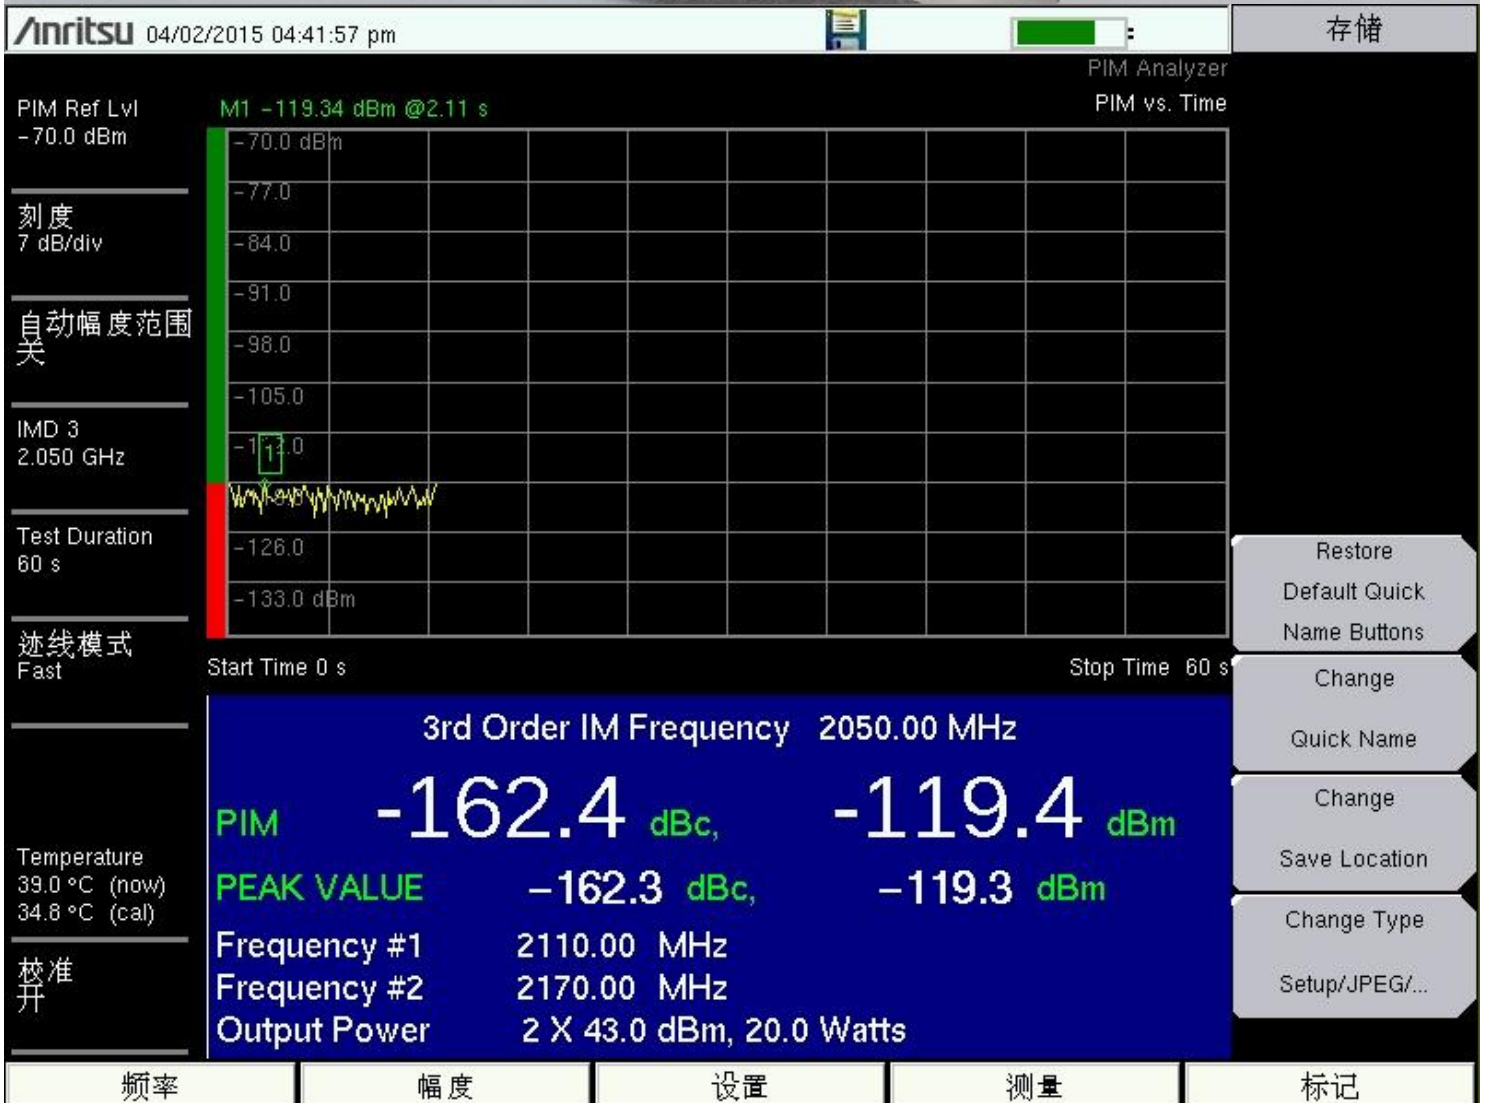 Anritsu 04/02/2015 04:41:57 pm
存储
PIM Analyzer
PIM vs. Time
PIM Ref Lvl
-70.0 dBm
刻度
7 dB/div
自动幅度范围
关
IMD 3
2.050 GHz
Test Duration
60 s
迹线模式
Fast
Temperature
39.0 °C (now)
34.8 °C (cal)
校准
开
M1 -119.34 dBm @2.11 s
-70.0 dBm
-77.0
-84.0
-91.0
-98.0
-105.0
1
-126.0
-133.0 dBm
Start Time 0 s
Stop Time 60 s
3rd Order IM Frequency 2050.00 MHz
PIM -162.4 dBc, -119.4 dBm
PEAK VALUE -162.3 dBc, -119.3 dBm
Frequency #1 2110.00 MHz
Frequency #2 2170.00 MHz
Output Power 2 X 43.0 dBm, 20.0 Watts
Restore
Default Quick
Name Buttons
Change
Quick Name
Change
Save Location
Change Type
Setup/JPEG/...
频率
幅度
设置
测量
标记